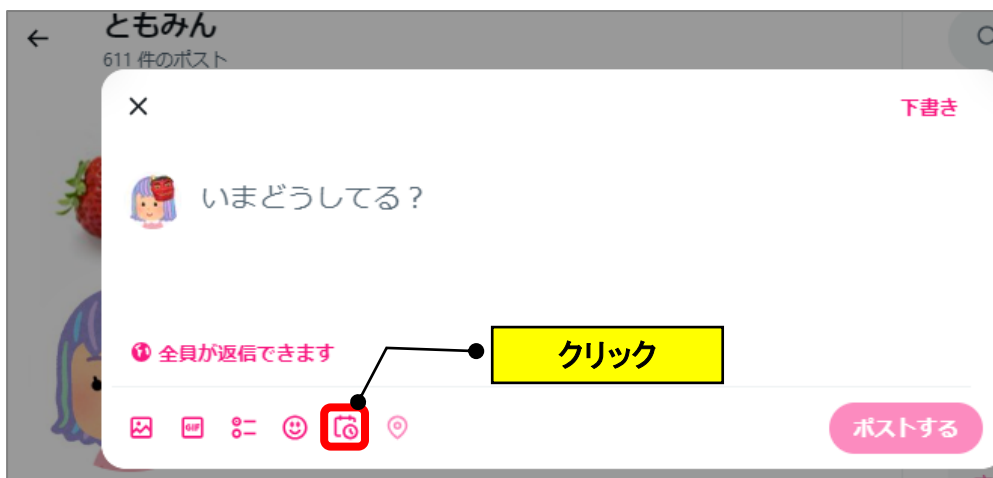 ともみん
611 件のポスト
下書き
いまどうしてる？
全員が返信できます
クリック
GIF
ポストする